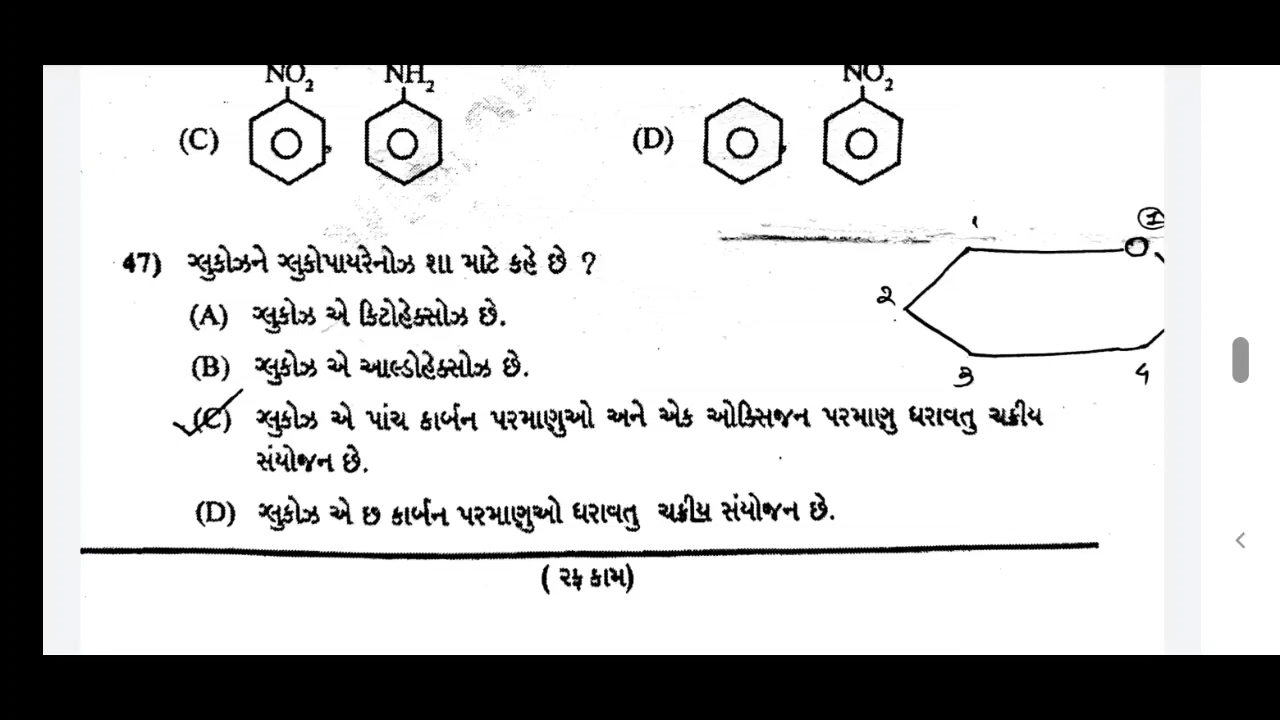 NO₂ NH₂ NO₂
(C) , (D) ,
1 1
47) ગ્લુકોઝને ગ્લુકોપાયરેનોઝ શા માટે કહે છે ?
2
(A) ગ્લુકોઝ એ કિટોહેક્સોઝ છે.
(B) ગ્લુકોઝ એ આલ્ડોહેક્સોઝ છે.
3 4
(C) ગ્લુકોઝ એ પાંચ કાર્બન પરમાણુઓ અને એક ઓક્સિજન પરમાણુ ધરાવતુ ચક્રીય
સંયોજન છે.
(D) ગ્લુકોઝ એ છ કાર્બન પરમાણુઓ ધરાવતુ ચક્રીય સંયોજન છે.
( રફ કામ)